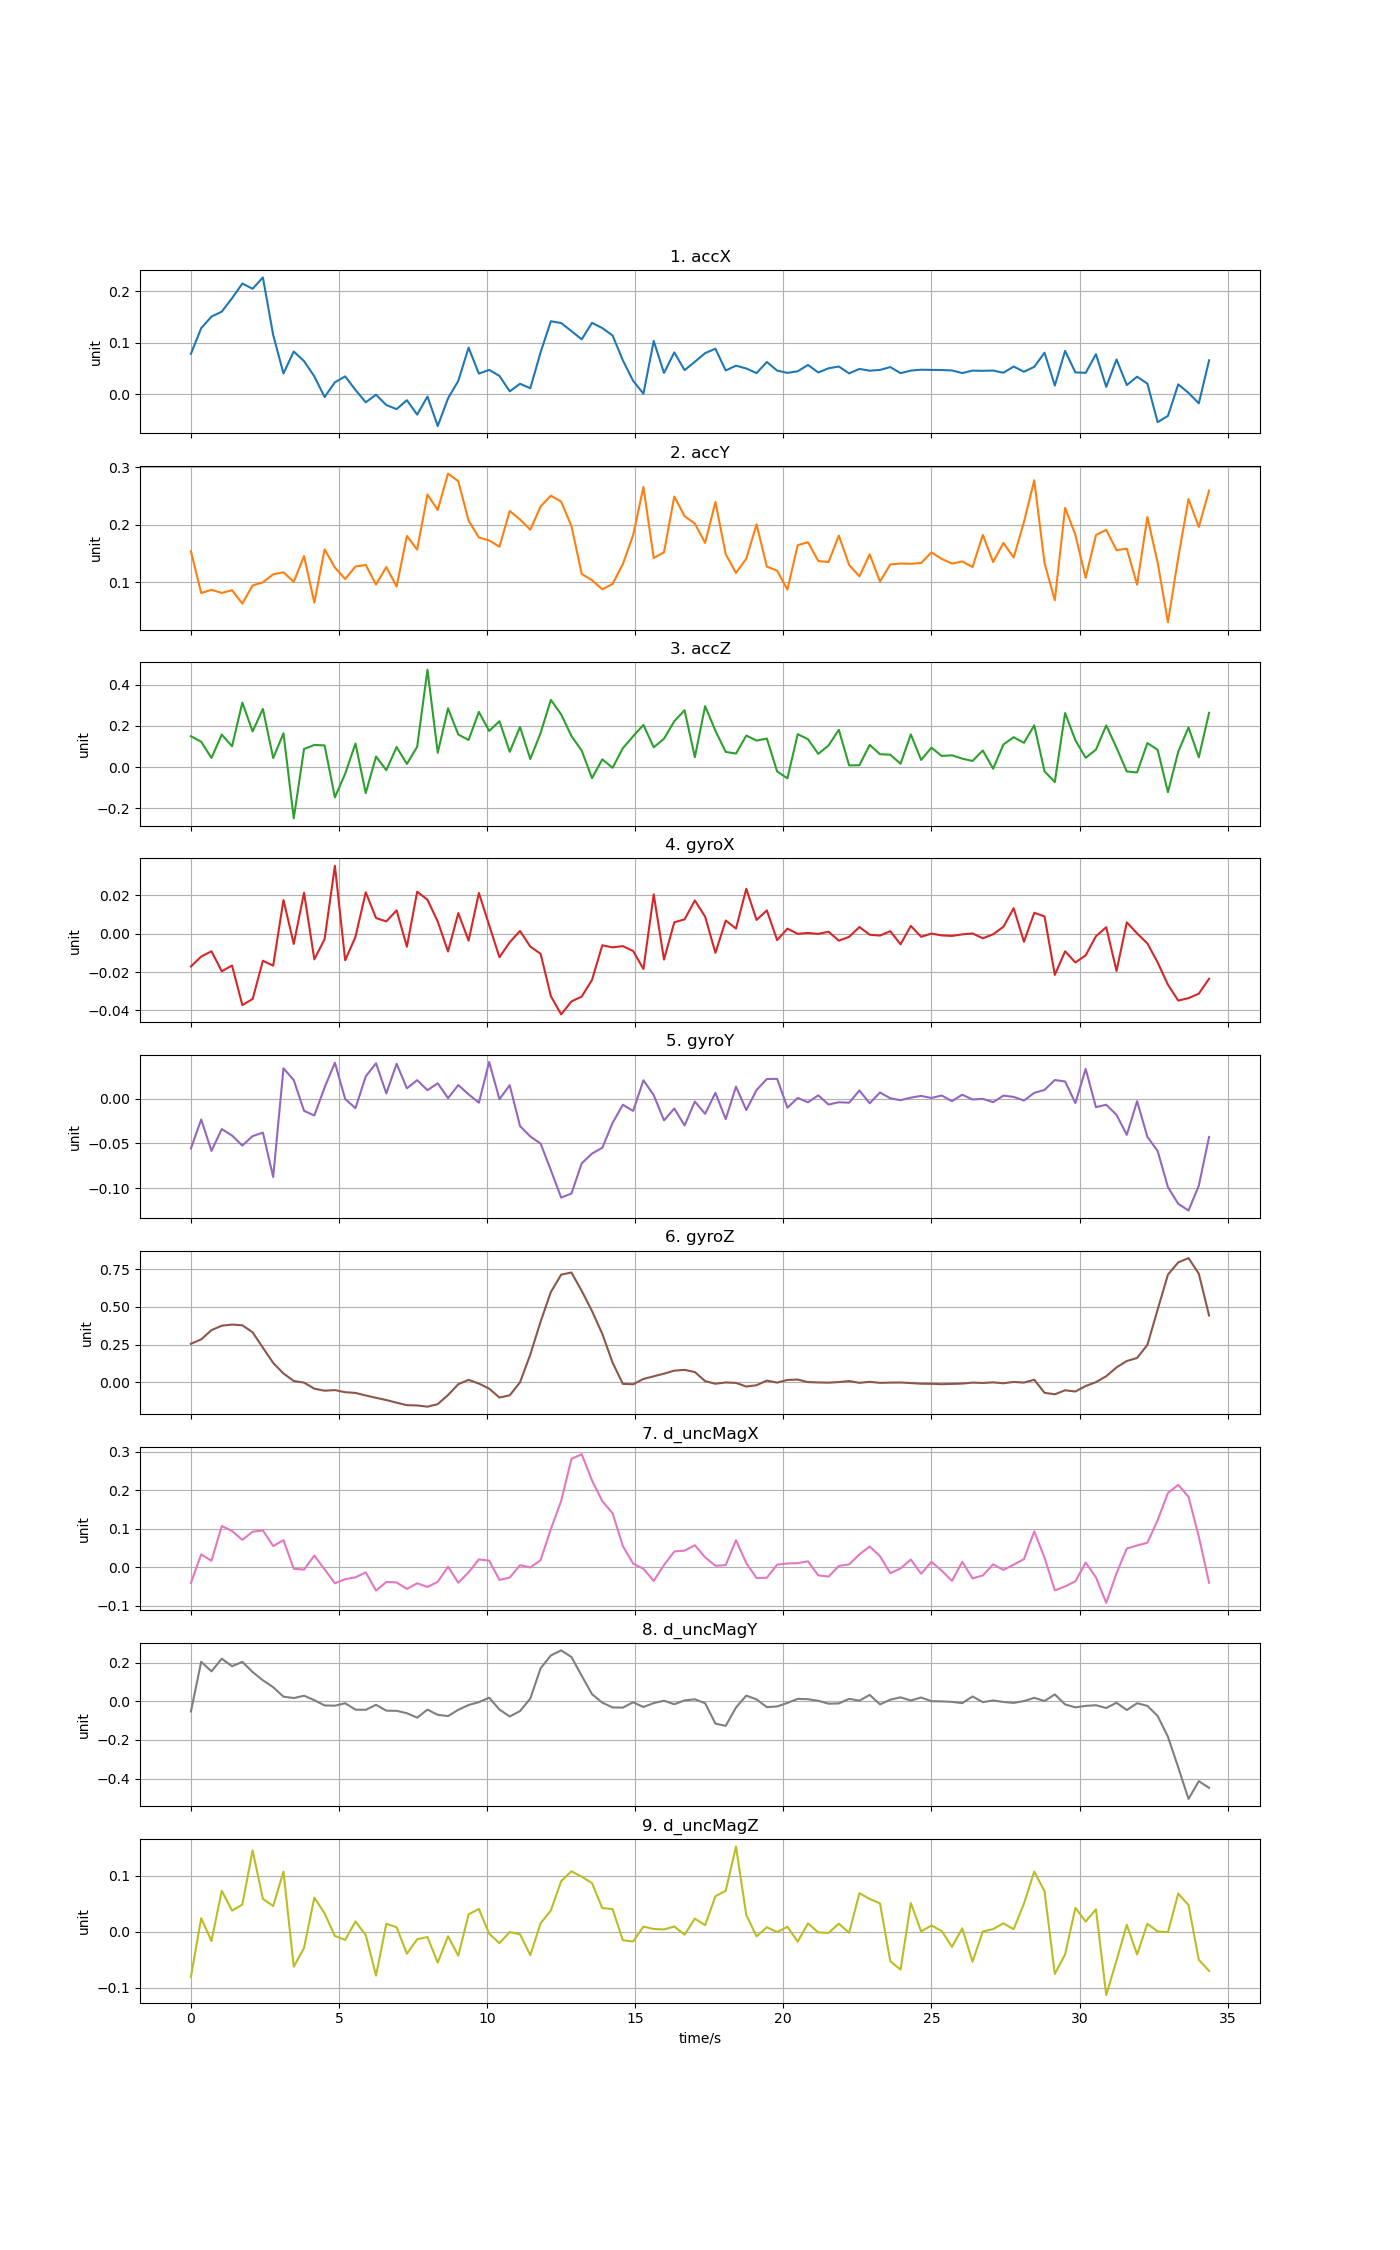 1. accX
0.2
0.1
0.0
unit
2. accY
0.3
0.2
0.1
unit
3. accZ
0.4
0.2
0.0
−0.2
unit
4. gyroX
0.02
0.00
−0.02
−0.04
unit
5. gyroY
0.00
−0.05
−0.10
unit
6. gyroZ
0.75
0.50
0.25
0.00
unit
7. d_uncMagX
0.3
0.2
0.1
0.0
−0.1
unit
8. d_uncMagY
0.2
0.0
−0.2
−0.4
unit
9. d_uncMagZ
0.1
0.0
−0.1
unit
0 5 10 15 20 25 30 35
time/s